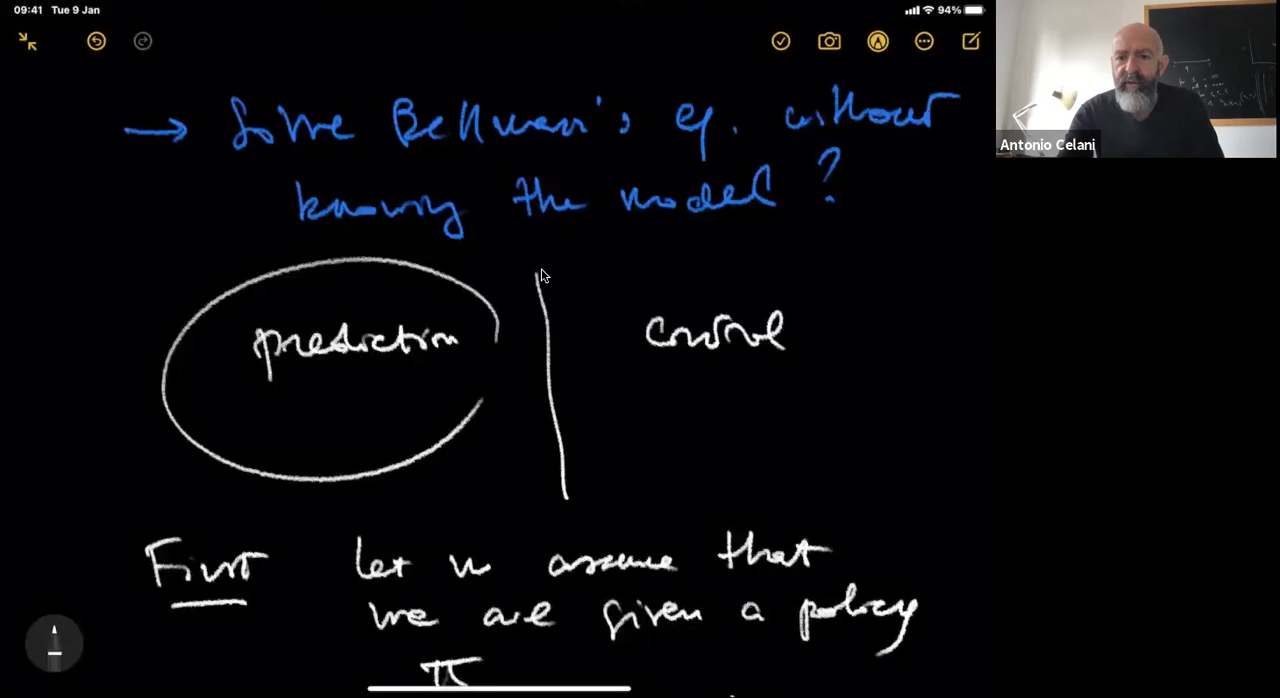 09:41 Tue 9 Jan
94%
Antonio Celani
→ Solve Bellman's eq. without
knowing the model ?
prediction
control
First let us assume that
we are given a policy
π